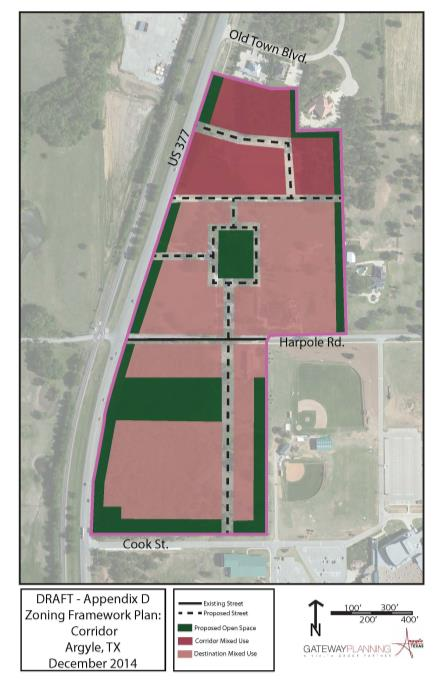 Old Town Blvd.
US 377
Harpole Rd.
Cook St.
DRAFT - Appendix D
Zoning Framework Plan:
Corridor
Argyle, TX
December 2014
Existing Street
Proposed Street
Proposed Open Space
Corridor Mixed Use
Destination Mixed Use
N
100' 300'
200' 400'
GATEWAYPLANNING